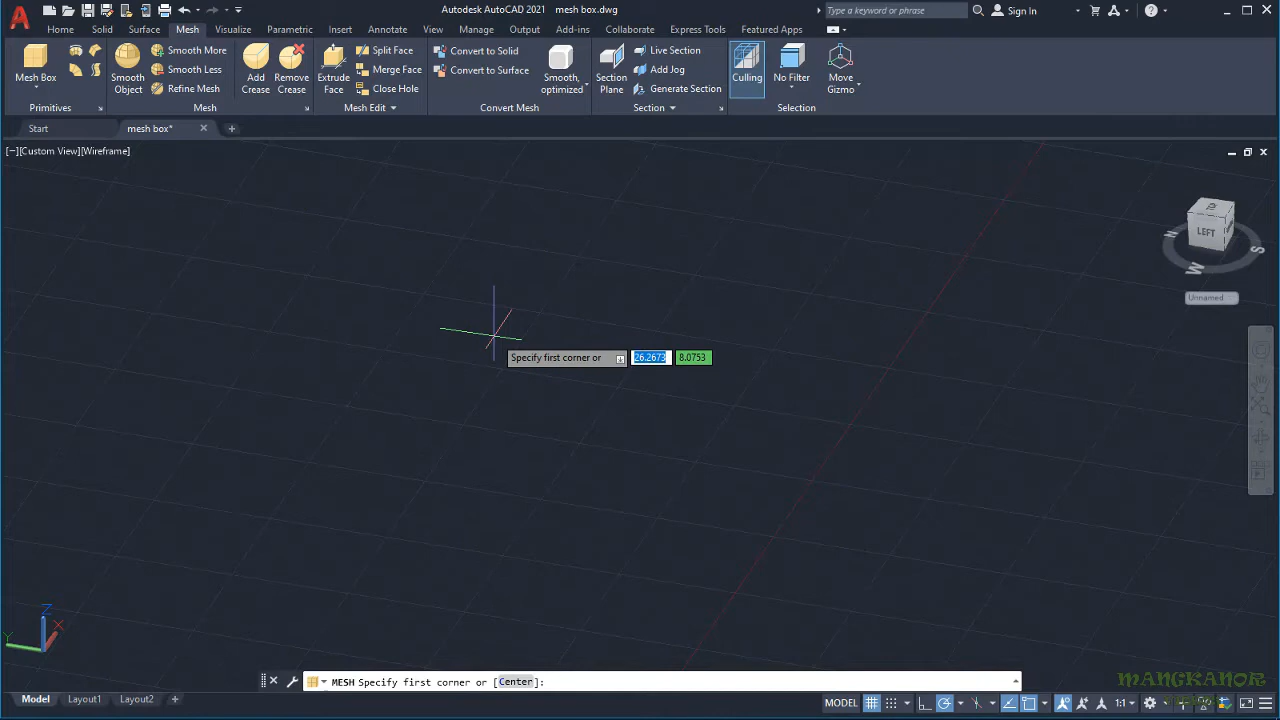 Autodesk AutoCAD 2021 mesh box.dwg
Type a keyword or phrase
Sign In
Home Solid Surface Mesh Visualize Parametric Insert Annotate View Manage Output Add-ins Collaborate Express Tools Featured Apps
Mesh Box
Smooth Object
Smooth More
Smooth Less
Refine Mesh
Add Crease
Remove Crease
Extrude Face
Split Face
Merge Face
Close Hole
Convert to Solid
Convert to Surface
Smooth, optimized
Section Plane
Live Section
Add Jog
Generate Section
Culling
No Filter
Move Gizmo
Primitives Mesh Mesh Edit Convert Mesh Section Selection
Start mesh box*
[−][Custom View][Wireframe]
LEFT
N
S
W
Unnamed
Specify first corner or 26.2673 8.0753
Z
X
Y
MESH Specify first corner or [Center]:
MANGKANOR
Model Layout1 Layout2
MODEL 1:1